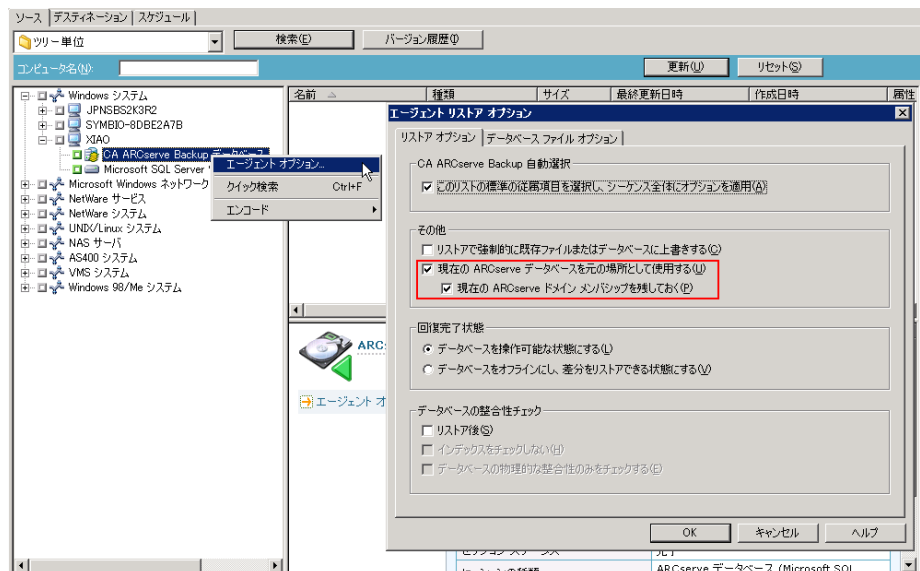 ソース デスティネーション スケジュール
ツリー単位 検索(E) バージョン履歴(I)
コンピュータ名(N): 更新(U) リセット(S)
Windows システム
JPNSBS2K3R2
SYMBIO-8DBE2A7B
XIAO
CA ARCserve Backup データベース
Microsoft SQL Server
Microsoft Windows ネットワーク
NetWare サーバ
NetWare システム
UNIX/Linux システム
NAS サーバ
AS400 システム
VMS システム
Windows 98/Me システム
エージェント オプション...
クイック検索 Ctrl+F
エンコード
名前 種類 サイズ 最終更新日時 作成日時 属性
ARC
エージェント オ
エージェント リストア オプション
リストア オプション データベース ファイル オプション
CA ARCserve Backup 自動選択
このリストの標準の従属項目を選択し、シーケンス全体にオプションを適用(A)
その他
リストアで強制的に既存ファイルまたはデータベースに上書きする(C)
現在の ARCserve データベースを元の場所として使用する(U)
現在の ARCserve ドメイン メンバシップを残しておく(P)
回復完了状態
データベースを操作可能な状態にする(L)
データベースをオフラインにし、差分をリストアできる状態にする(V)
データベースの整合性チェック
リストア後(S)
インデックスをチェックしない(H)
データベースの物理的な整合性のみをチェックする(E)
OK キャンセル ヘルプ
ARCserve データベース (Microsoft SQL